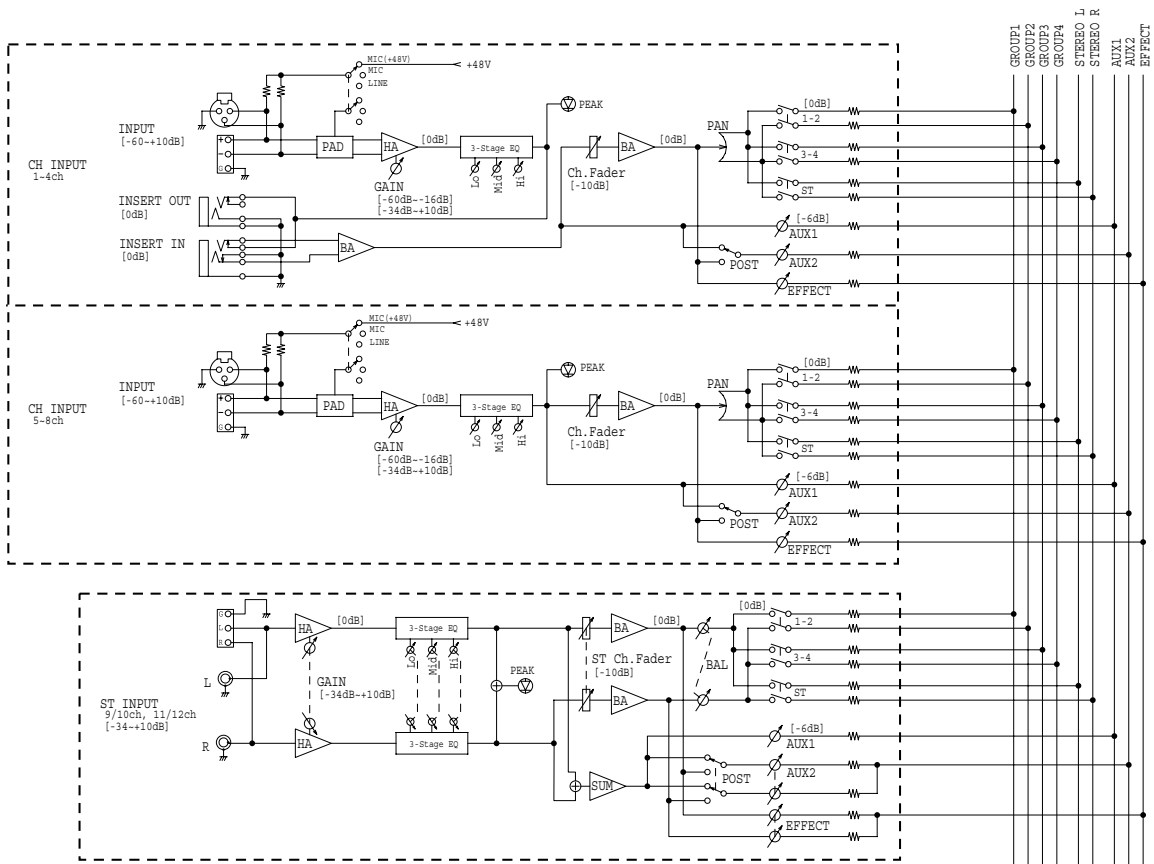 GROUP1
GROUP2
GROUP3
GROUP4
STEREO L
STEREO R
AUX1
AUX2
EFFECT
CH INPUT
1-4ch
INPUT
[-60~+10dB]
+
-
G
MIC(+48V)
MIC
LINE
+48V
PAD
HA
[0dB]
GAIN
[-60dB~-16dB]
[-34dB~+10dB]
3-Stage EQ
Lo
Mid
Hi
PEAK
Ch.Fader
[-10dB]
BA
[0dB]
PAN
[0dB]
1-2
3-4
ST
INSERT OUT
[0dB]
INSERT IN
[0dB]
BA
[-6dB]
AUX1
POST
AUX2
EFFECT
CH INPUT
5-8ch
INPUT
[-60~+10dB]
+
-
G
MIC(+48V)
MIC
LINE
+48V
PAD
HA
[0dB]
GAIN
[-60dB~-16dB]
[-34dB~+10dB]
3-Stage EQ
Lo
Mid
Hi
PEAK
Ch.Fader
[-10dB]
BA
[0dB]
PAN
[0dB]
1-2
3-4
ST
[-6dB]
AUX1
POST
AUX2
EFFECT
ST INPUT
9/10ch, 11/12ch
[-34~+10dB]
G
L
R
L
R
HA
[0dB]
GAIN
[-34dB~+10dB]
HA
3-Stage EQ
Lo
Mid
Hi
3-Stage EQ
PEAK
BA
[0dB]
ST Ch.Fader
[-10dB]
BA
BAL
[0dB]
1-2
3-4
ST
SUM
[-6dB]
AUX1
POST
AUX2
EFFECT